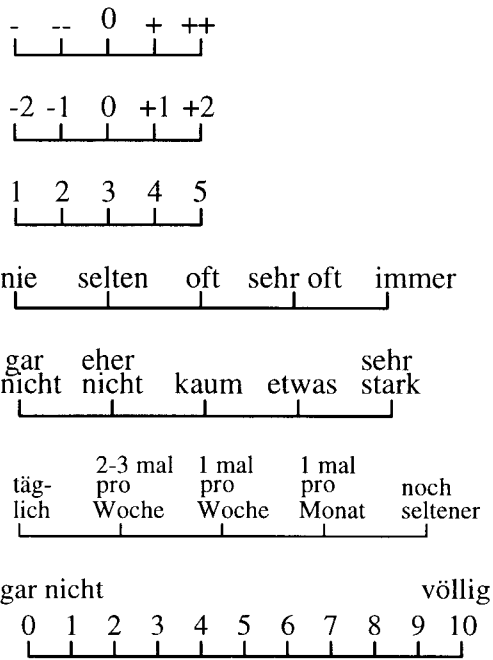 - -- 0 + ++
-2 -1 0 +1 +2
1 2 3 4 5
nie selten oft sehr oft immer
gar eher sehr
nicht nicht kaum etwas stark
2-3 mal 1 mal 1 mal
täg- pro pro pro noch
lich Woche Woche Monat seltener
gar nicht völlig
0 1 2 3 4 5 6 7 8 9 10